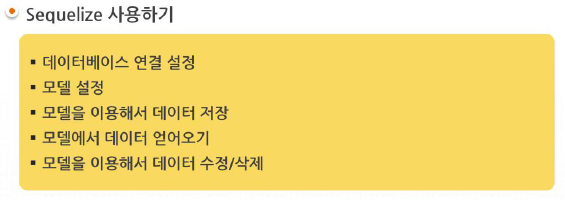 Sequelize 사용하기
▪ 데이터베이스 연결 설정
▪ 모델 설정
▪ 모델을 이용해서 데이터 저장
▪ 모델에서 데이터 얻어오기
▪ 모델을 이용해서 데이터 수정/삭제